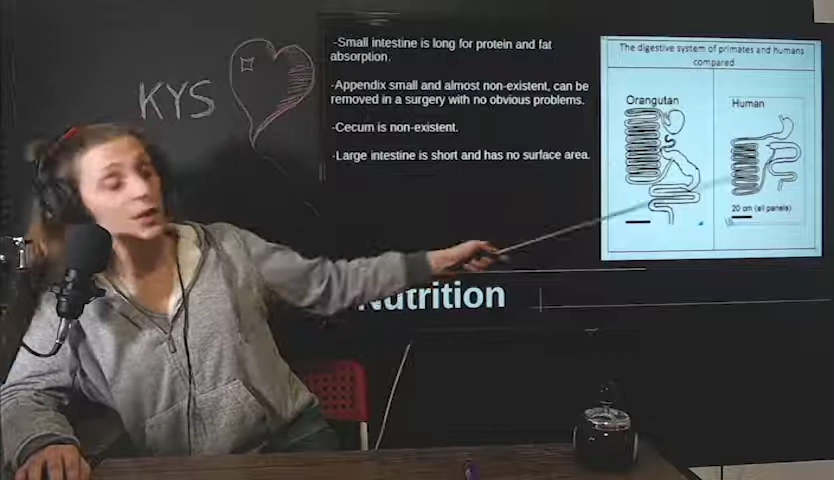 KYS
-Small intestine is long for protein and fat
absorption.
-Appendix small and almost non-existent, can be
removed in a surgery with no obvious problems.
-Cecum is non-existent.
-Large intestine is short and has no surface area.
The digestive system of primates and humans
compared
Orangutan
Human
20 cm (all panels)
Nutrition